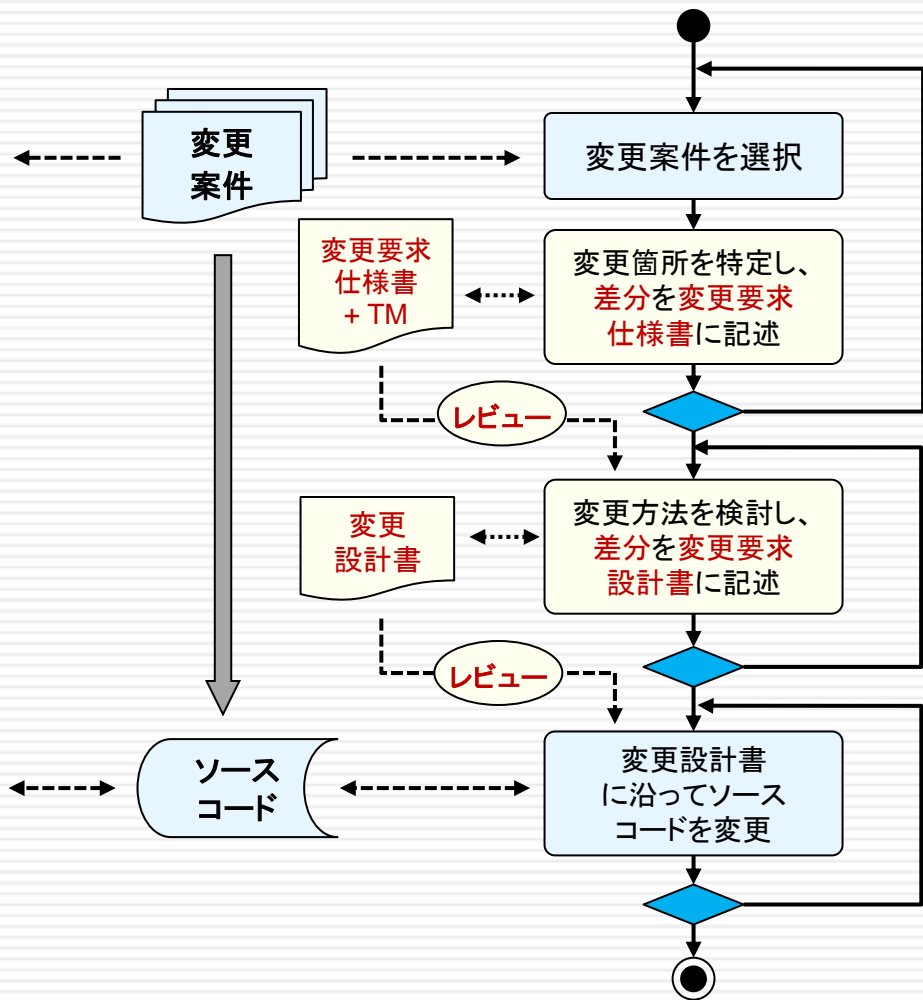 変更
案件
変更案件を選択
変更要求
仕様書
+ TM
変更箇所を特定し、
差分を変更要求
仕様書に記述
レビュー
変更
設計書
変更方法を検討し、
差分を変更要求
設計書に記述
レビュー
ソース
コード
変更設計書
に沿ってソース
コードを変更